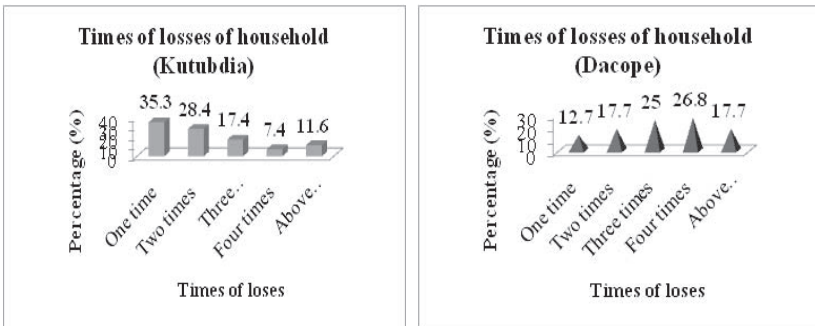 Times of losses of household
(Kutubdia)
Percentage (%)
40
30
20
10
0
35.3
28.4
17.4
7.4
11.6
One time
Two times
Three..
Four times
Above..
Times of loses
Times of losses of household
(Dacope)
Percentage (%)
30
20
10
0
12.7
17.7
25
26.8
17.7
One time
Two times
Three times
Four times
Above..
Times of loses